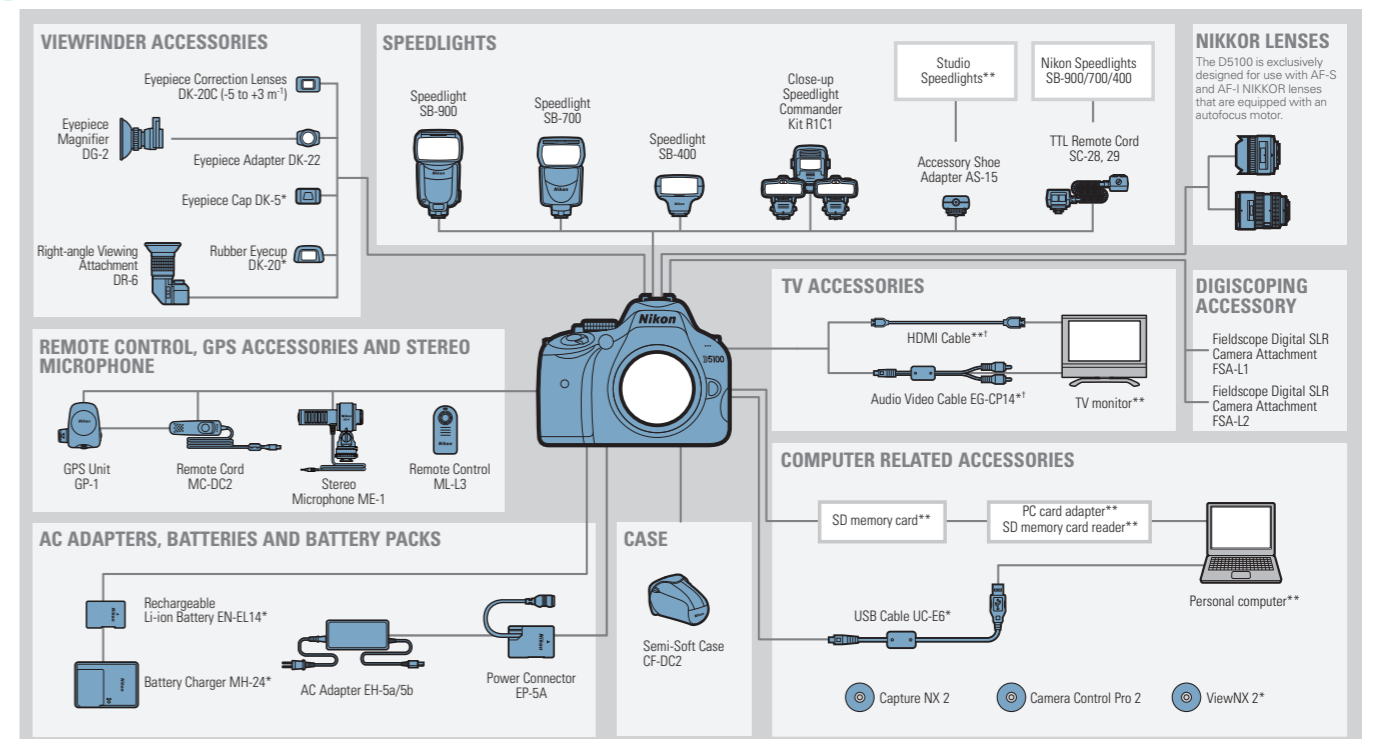 VIEWFINDER ACCESSORIES
Eyepiece Correction Lenses
DK-20C (-5 to +3 m⁻¹)
Eyepiece
Magnifier
DG-2
Eyepiece Adapter DK-22
Eyepiece Cap DK-5*
Right-angle Viewing
Attachment
DR-6
Rubber Eyecup
DK-20*
SPEEDLIGHTS
Speedlight
SB-900
Speedlight
SB-700
Speedlight
SB-400
Close-up
Speedlight
Commander
Kit R1C1
Studio
Speedlights**
Accessory Shoe
Adapter AS-15
Nikon Speedlights
SB-900/700/400
TTL Remote Cord
SC-28, 29
NIKKOR LENSES
The D5100 is exclusively
designed for use with AF-S
and AF-I NIKKOR lenses
that are equipped with an
autofocus motor.
Nikon
D5100
REMOTE CONTROL, GPS ACCESSORIES AND STEREO
MICROPHONE
GPS Unit
GP-1
Remote Cord
MC-DC2
Stereo
Microphone ME-1
Remote Control
ML-L3
TV ACCESSORIES
HDMI Cable**†
Audio Video Cable EG-CP14*†
TV monitor**
DIGISCOPING
ACCESSORY
Fieldscope Digital SLR
Camera Attachment
FSA-L1
Fieldscope Digital SLR
Camera Attachment
FSA-L2
AC ADAPTERS, BATTERIES AND BATTERY PACKS
Rechargeable
Li-ion Battery EN-EL14*
Battery Charger MH-24*
AC Adapter EH-5a/5b
Power Connector
EP-5A
CASE
Semi-Soft Case
CF-DC2
COMPUTER RELATED ACCESSORIES
SD memory card**
PC card adapter**
SD memory card reader**
Personal computer**
USB Cable UC-E6*
Capture NX 2
Camera Control Pro 2
ViewNX 2*